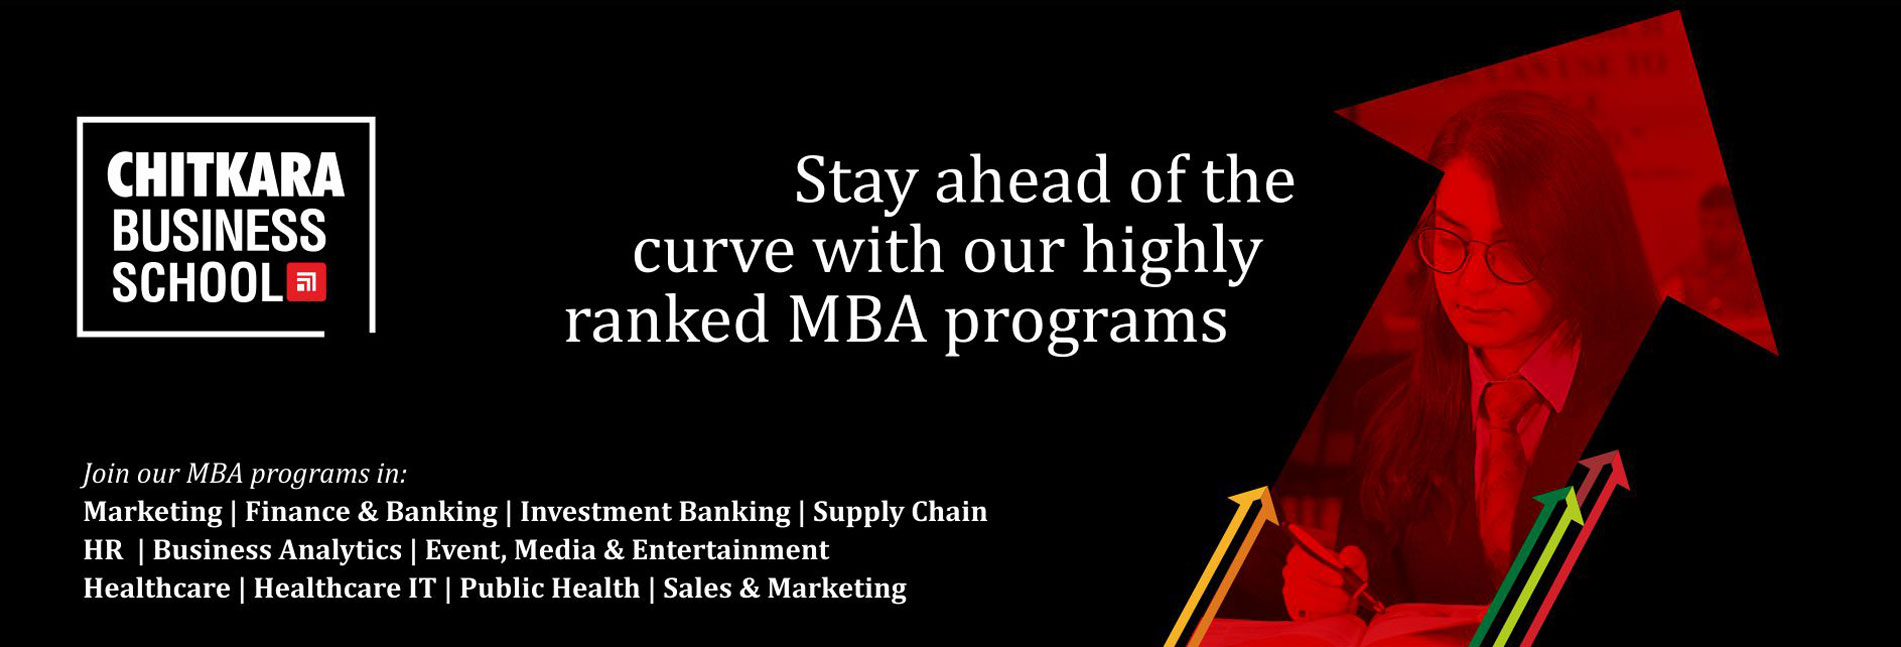 CHITKARA
BUSINESS
SCHOOL
Stay ahead of the
curve with our highly
ranked MBA programs
Join our MBA programs in:
Marketing | Finance & Banking | Investment Banking | Supply Chain
HR | Business Analytics | Event, Media & Entertainment
Healthcare | Healthcare IT | Public Health | Sales & Marketing